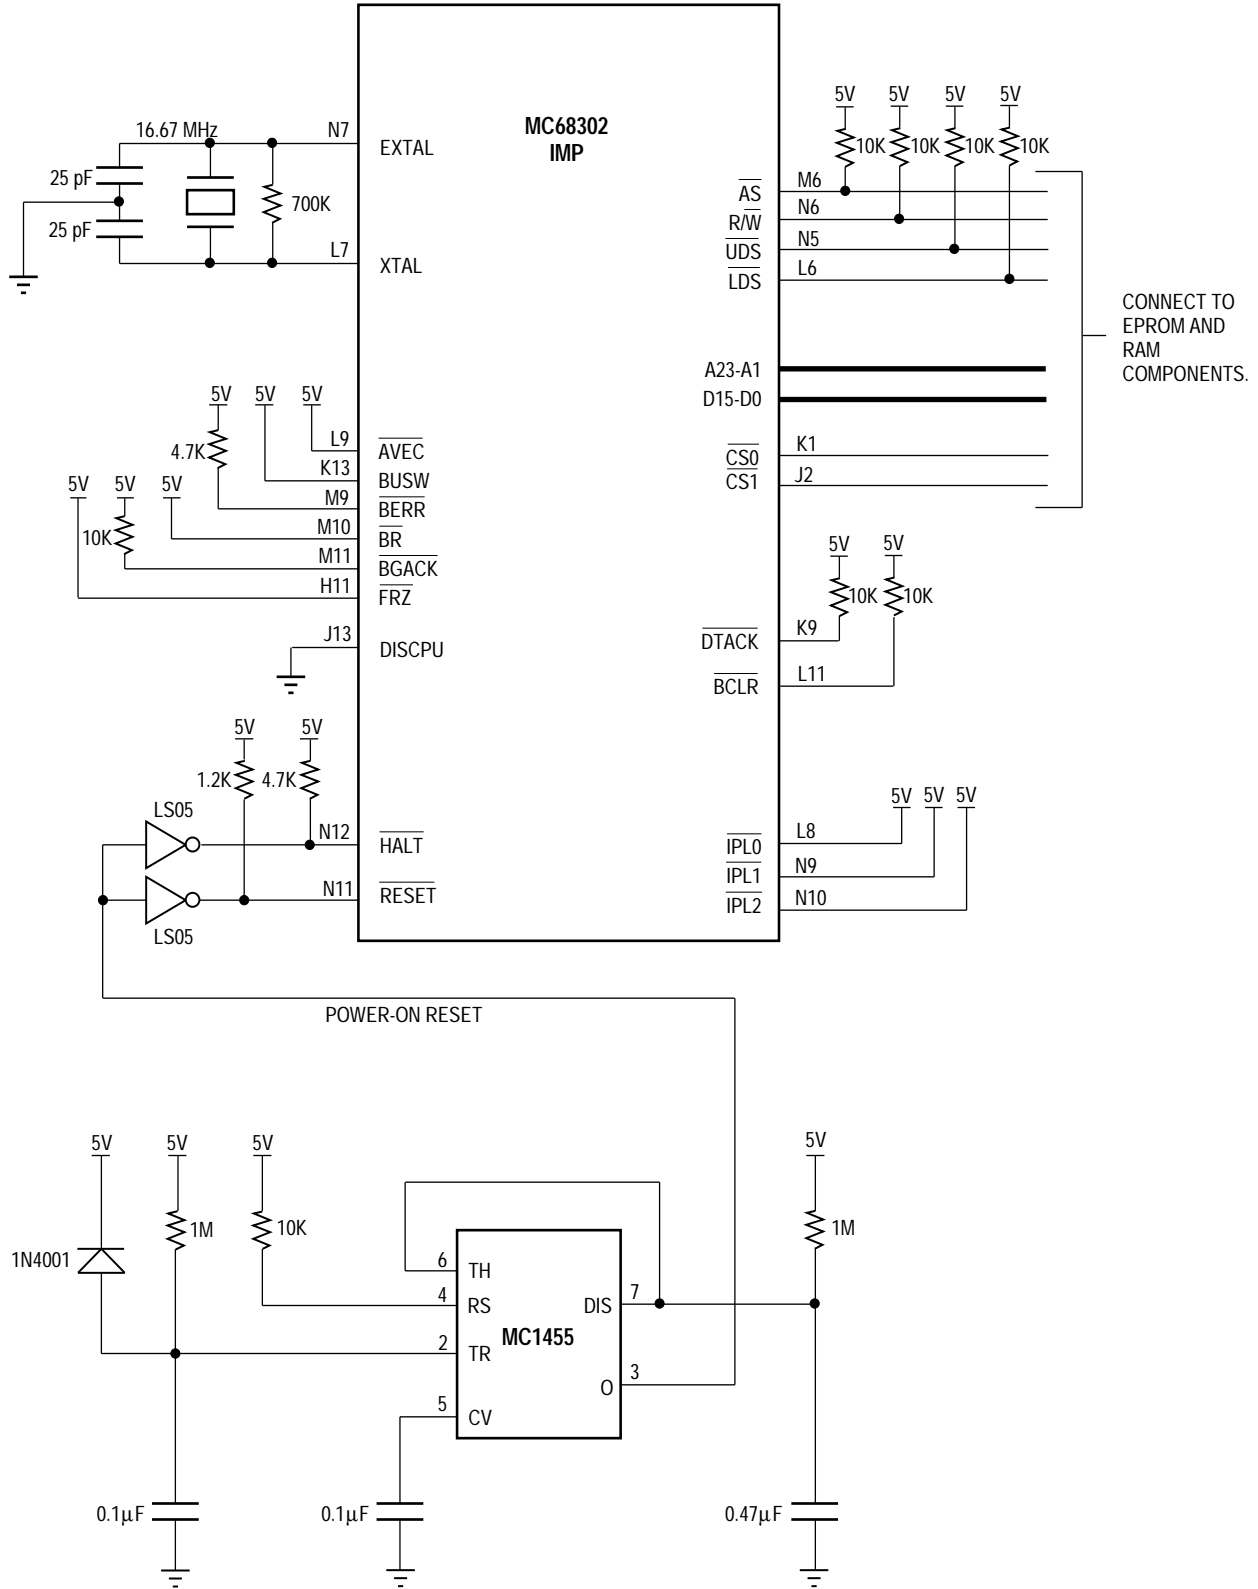 MC68302
IMP
16.67 MHz
N7
EXTAL
25 pF
700K
25 pF
L7
XTAL
5V 5V 5V 5V
10K 10K 10K 10K
AS
M6
R/W
N6
UDS
N5
LDS
L6
CONNECT TO
EPROM AND
RAM
COMPONENTS.
A23-A1
D15-D0
CS0
K1
CS1
J2
5V 5V 5V
4.7K
L9
AVEC
K13
BUSW
5V 5V 5V
M9
BERR
10K
M10
BR
M11
BGACK
H11
FRZ
5V 5V
10K 10K
J13
DISCPU
DTACK
K9
BCLR
L11
5V 5V
1.2K 4.7K
LS05
N12
HALT
N11
RESET
LS05
5V 5V 5V
IPL0
L8
IPL1
N9
IPL2
N10
POWER-ON RESET
5V 5V 5V
5V
1N4001
1M
10K
1M
6
TH
4
RS
DIS
7
MC1455
2
TR
O
3
5
CV
0.1µF
0.1µF
0.47µF